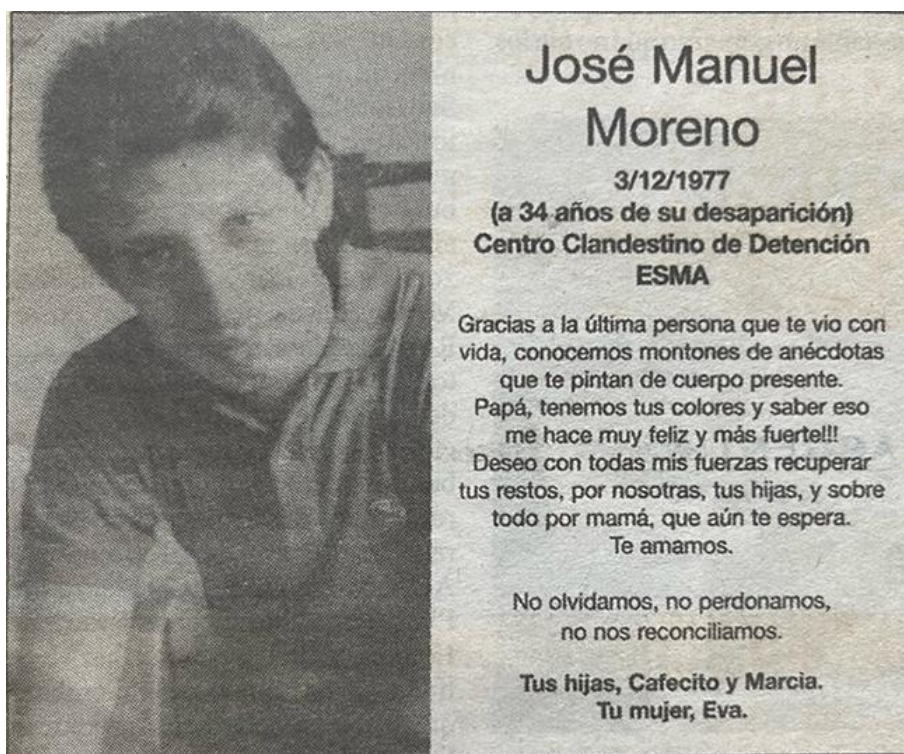 José Manuel
Moreno
3/12/1977
(a 34 años de su desaparición)
Centro Clandestino de Detención
ESMA
Gracias a la última persona que te vio con
vida, conocemos montones de anécdotas
que te pintan de cuerpo presente.
Papá, tenemos tus colores y saber eso
me hace muy feliz y más fuerte!!!
Deseo con todas mis fuerzas recuperar
tus restos, por nosotras, tus hijas, y sobre
todo por mamá, que aún te espera.
Te amamos.
No olvidamos, no perdonamos,
no nos reconciliamos.
Tus hijas, Cafecito y Marcia.
Tu mujer, Eva.